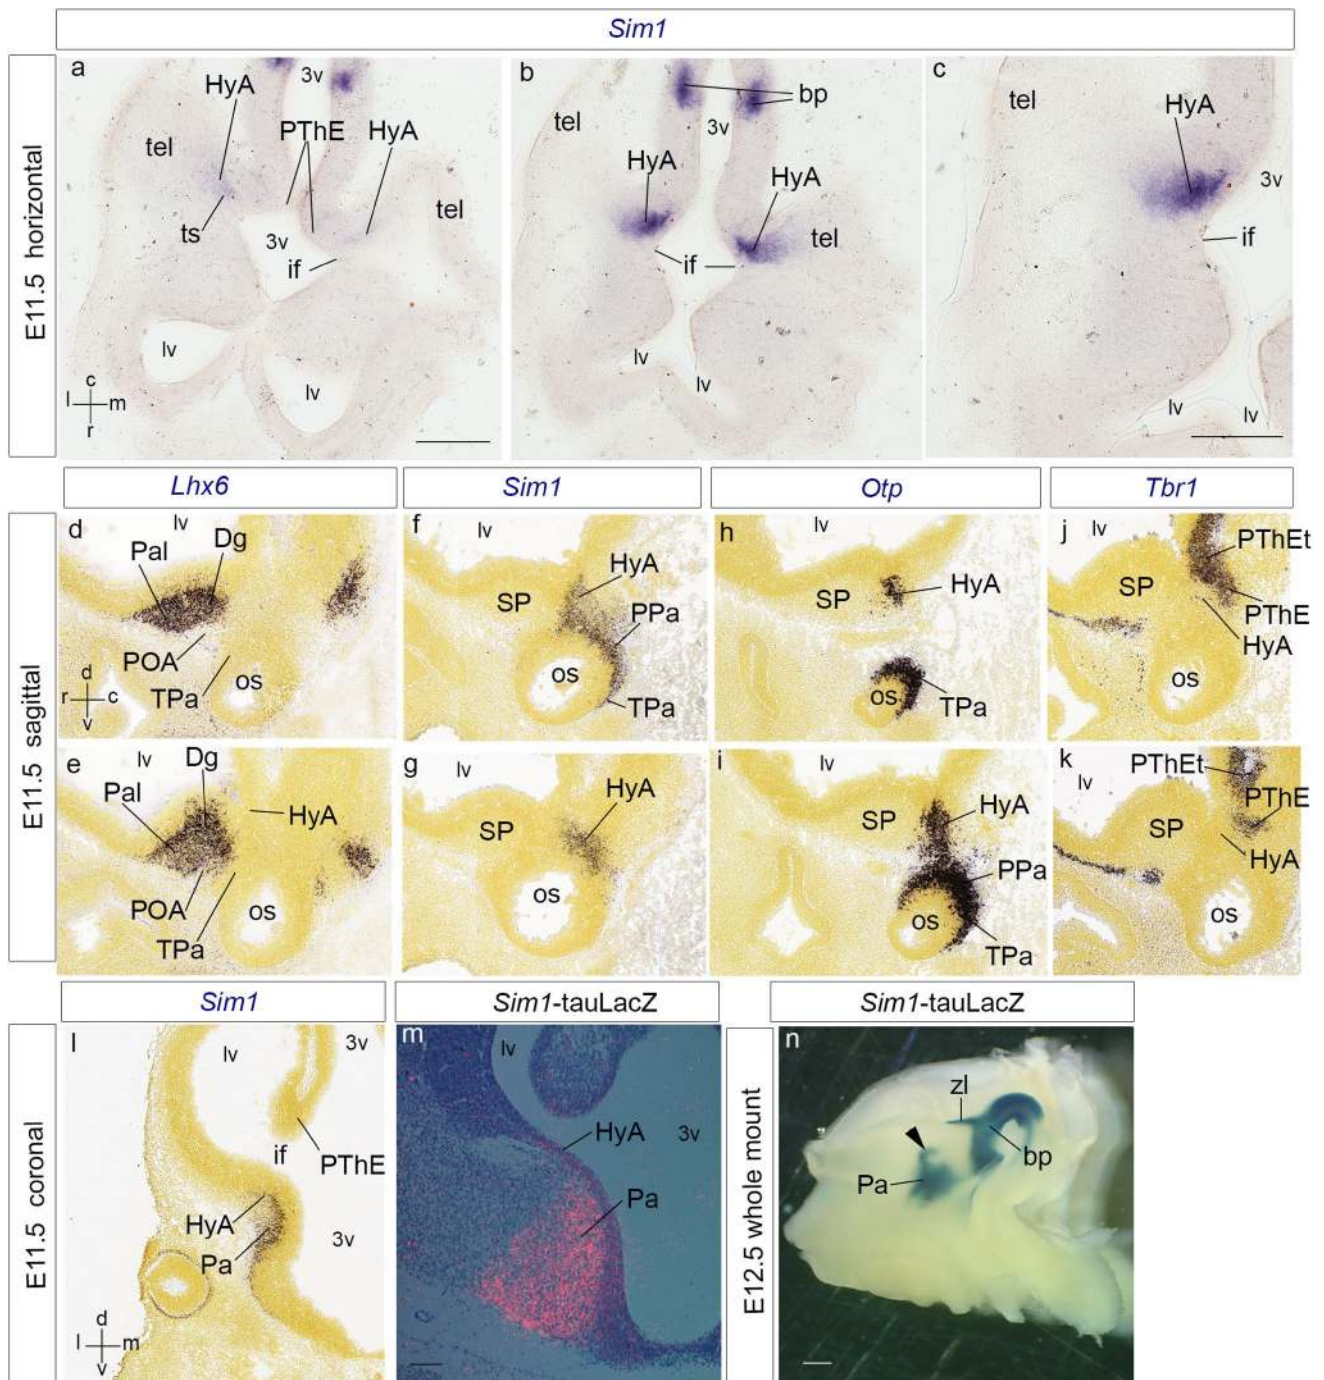 Sim1
E11.5 horizontal
a
3v
HyA
PThE
HyA
tel
tel
ts
3v
if
lv
lv
c
l m
r
b
bp
tel
3v
HyA
HyA
tel
if
lv
lv
c
tel
HyA
3v
if
lv
lv
Lhx6
Sim1
Otp
Tbr1
E11.5 sagittal
d
lv
Pal
Dg
POA
TPa
os
d
r c
v
f
lv
HyA
SP
PPa
os
TPa
h
lv
SP
HyA
os
TPa
j
lv
PThEt
SP
PThE
HyA
os
e
lv
Dg
Pal
HyA
POA
TPa
os
g
lv
HyA
SP
os
i
lv
HyA
SP
PPa
os
TPa
k
PThEt
lv
PThE
SP
HyA
os
Sim1
Sim1-tauLacZ
Sim1-tauLacZ
E11.5 coronal
l
3v
lv
if
PThE
HyA
3v
Pa
d
l m
v
m
lv
HyA
3v
Pa
E12.5 whole mount
n
zl
bp
Pa